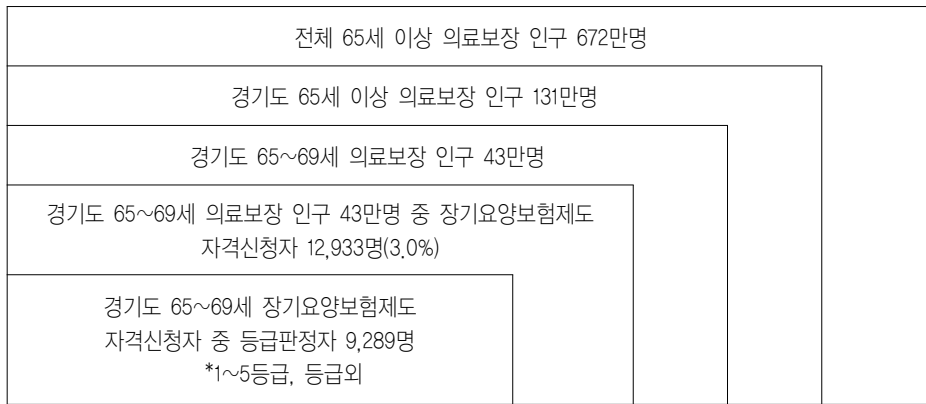 전체 65세 이상 의료보장 인구 672만명
경기도 65세 이상 의료보장 인구 131만명
경기도 65~69세 의료보장 인구 43만명
경기도 65~69세 의료보장 인구 43만명 중 장기요양보험제도
자격신청자 12,933명(3.0%)
경기도 65~69세 장기요양보험제도
자격신청자 중 등급판정자 9,289명
*1~5등급, 등급외